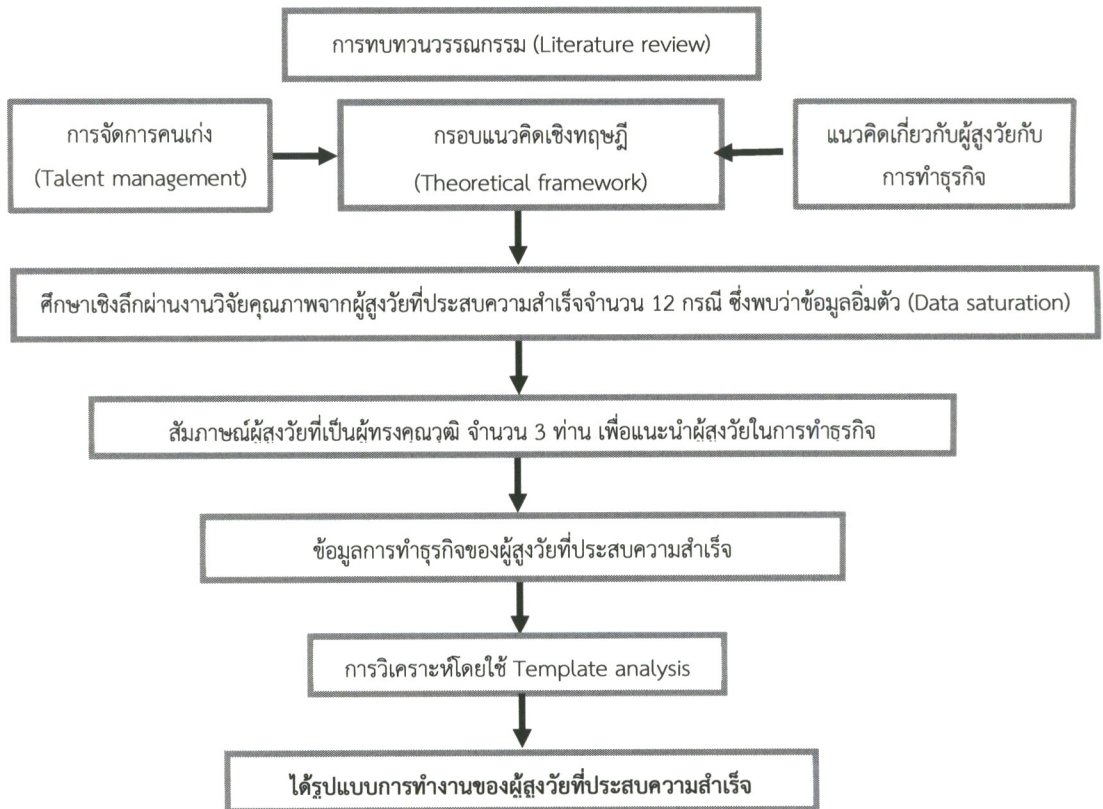 การทบทวนวรรณกรรม (Literature review)
การจัดการคนเก่ง
(Talent management)
กรอบแนวคิดเชิงทฤษฎี
(Theoretical framework)
แนวคิดเกี่ยวกับผู้สูงวัยกับ
การทำธุรกิจ
ศึกษาเชิงลึกผ่านงานวิจัยคุณภาพจากผู้สูงวัยที่ประสบความสำเร็จจำนวน 12 กรณี ซึ่งพบว่าข้อมูลอิ่มตัว (Data saturation)
สัมภาษณ์ผู้สูงวัยที่เป็นผู้ทรงคุณวุฒิ จำนวน 3 ท่าน เพื่อแนะนำผู้สูงวัยในการทำธุรกิจ
ข้อมูลการทำธุรกิจของผู้สูงวัยที่ประสบความสำเร็จ
การวิเคราะห์โดยใช้ Template analysis
ได้รูปแบบการทำงานของผู้สูงวัยที่ประสบความสำเร็จ